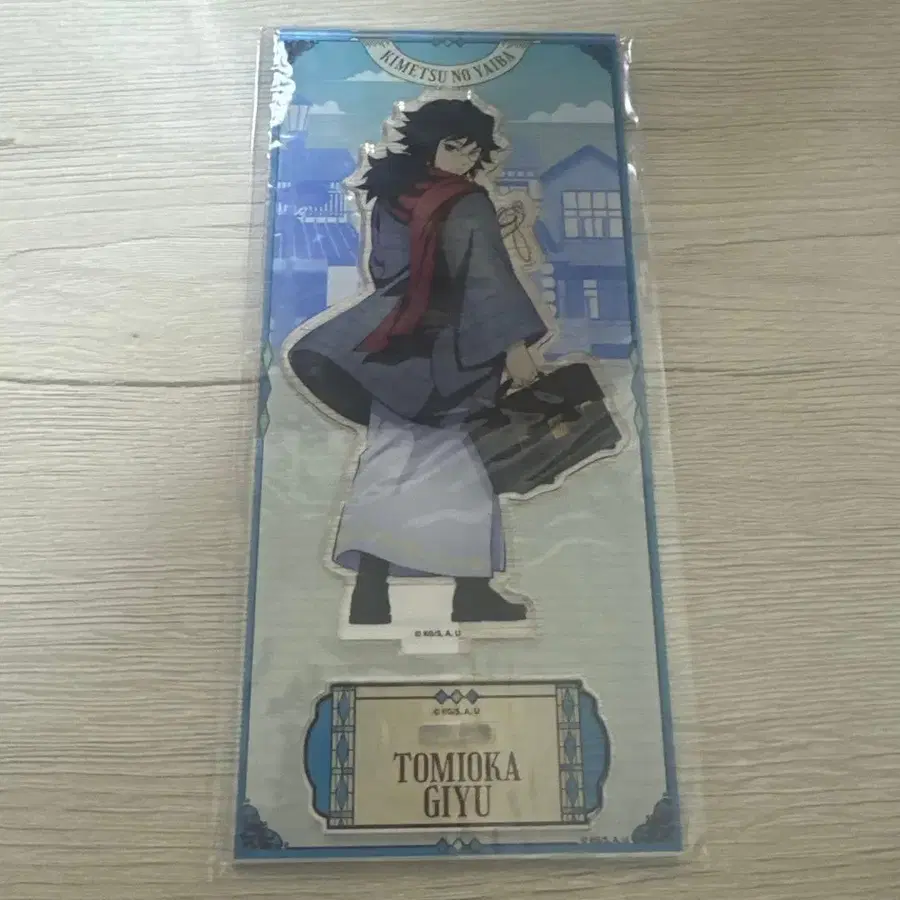 KIMETSU NO YAIBA
© KG/S, A, U
© KG/S, A, U
TOMIOKA
GIYU
© KG/S, A, U